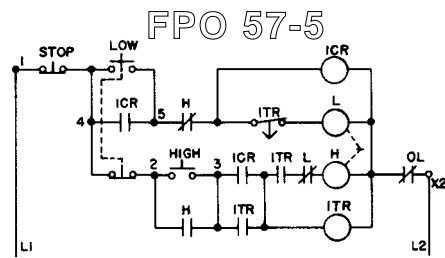 FPO 57-5
STOP LOW ICR
1
ICR 5 H ITR L
4
2 HIGH 3 ICR ITR L H OL
X2
H ITR ITR
L1 L2